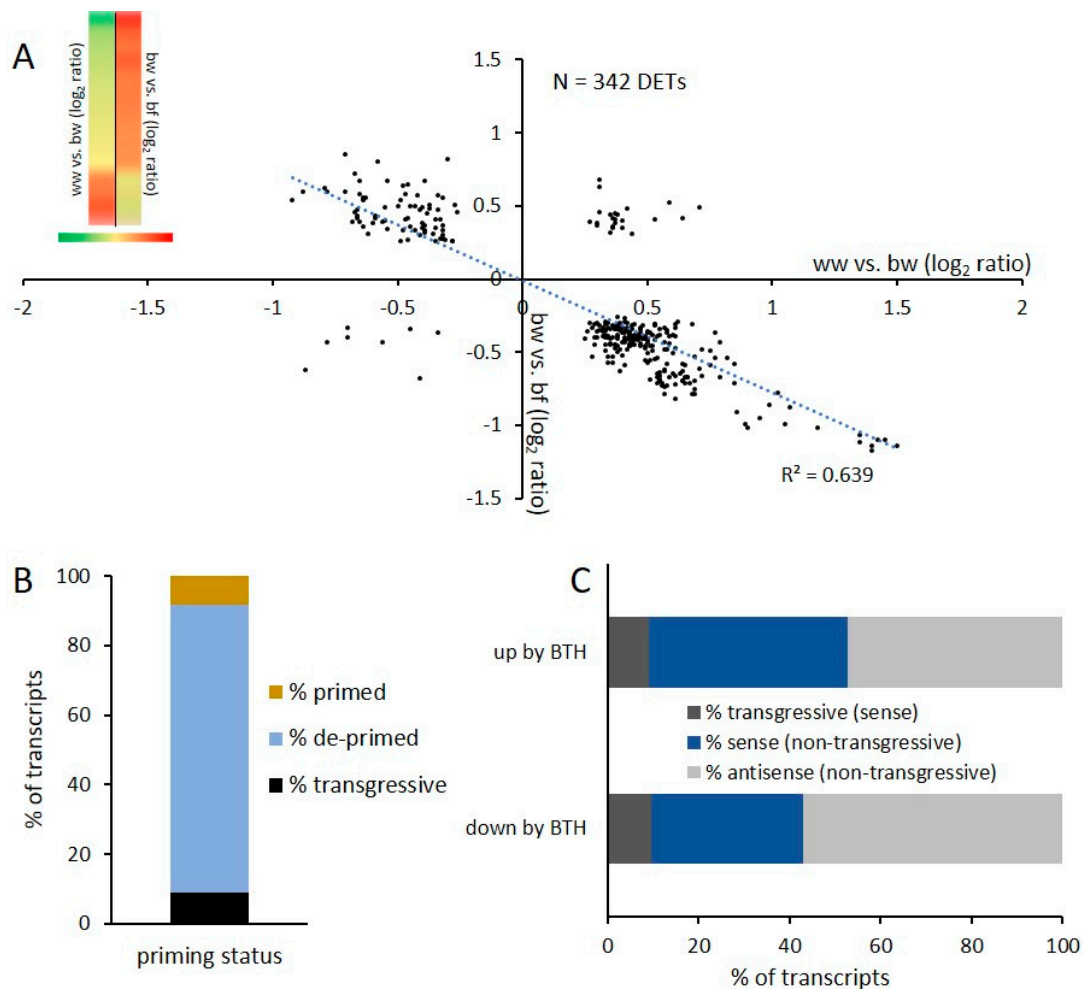 A
ww vs. bw (log2 ratio)
bw vs. bf (log2 ratio)
N = 342 DETs
1.5
1
0.5
0
-0.5
-1
-1.5
-2
-1.5
-1
-0.5
0
0.5
1
1.5
2
ww vs. bw (log2 ratio)
bw vs. bf (log2 ratio)
R² = 0.639
B
100
80
60
40
20
0
% of transcripts
priming status
% primed
% de-primed
% transgressive
C
up by BTH
% transgressive (sense)
% sense (non-transgressive)
% antisense (non-transgressive)
down by BTH
0
20
40
60
80
100
% of transcripts